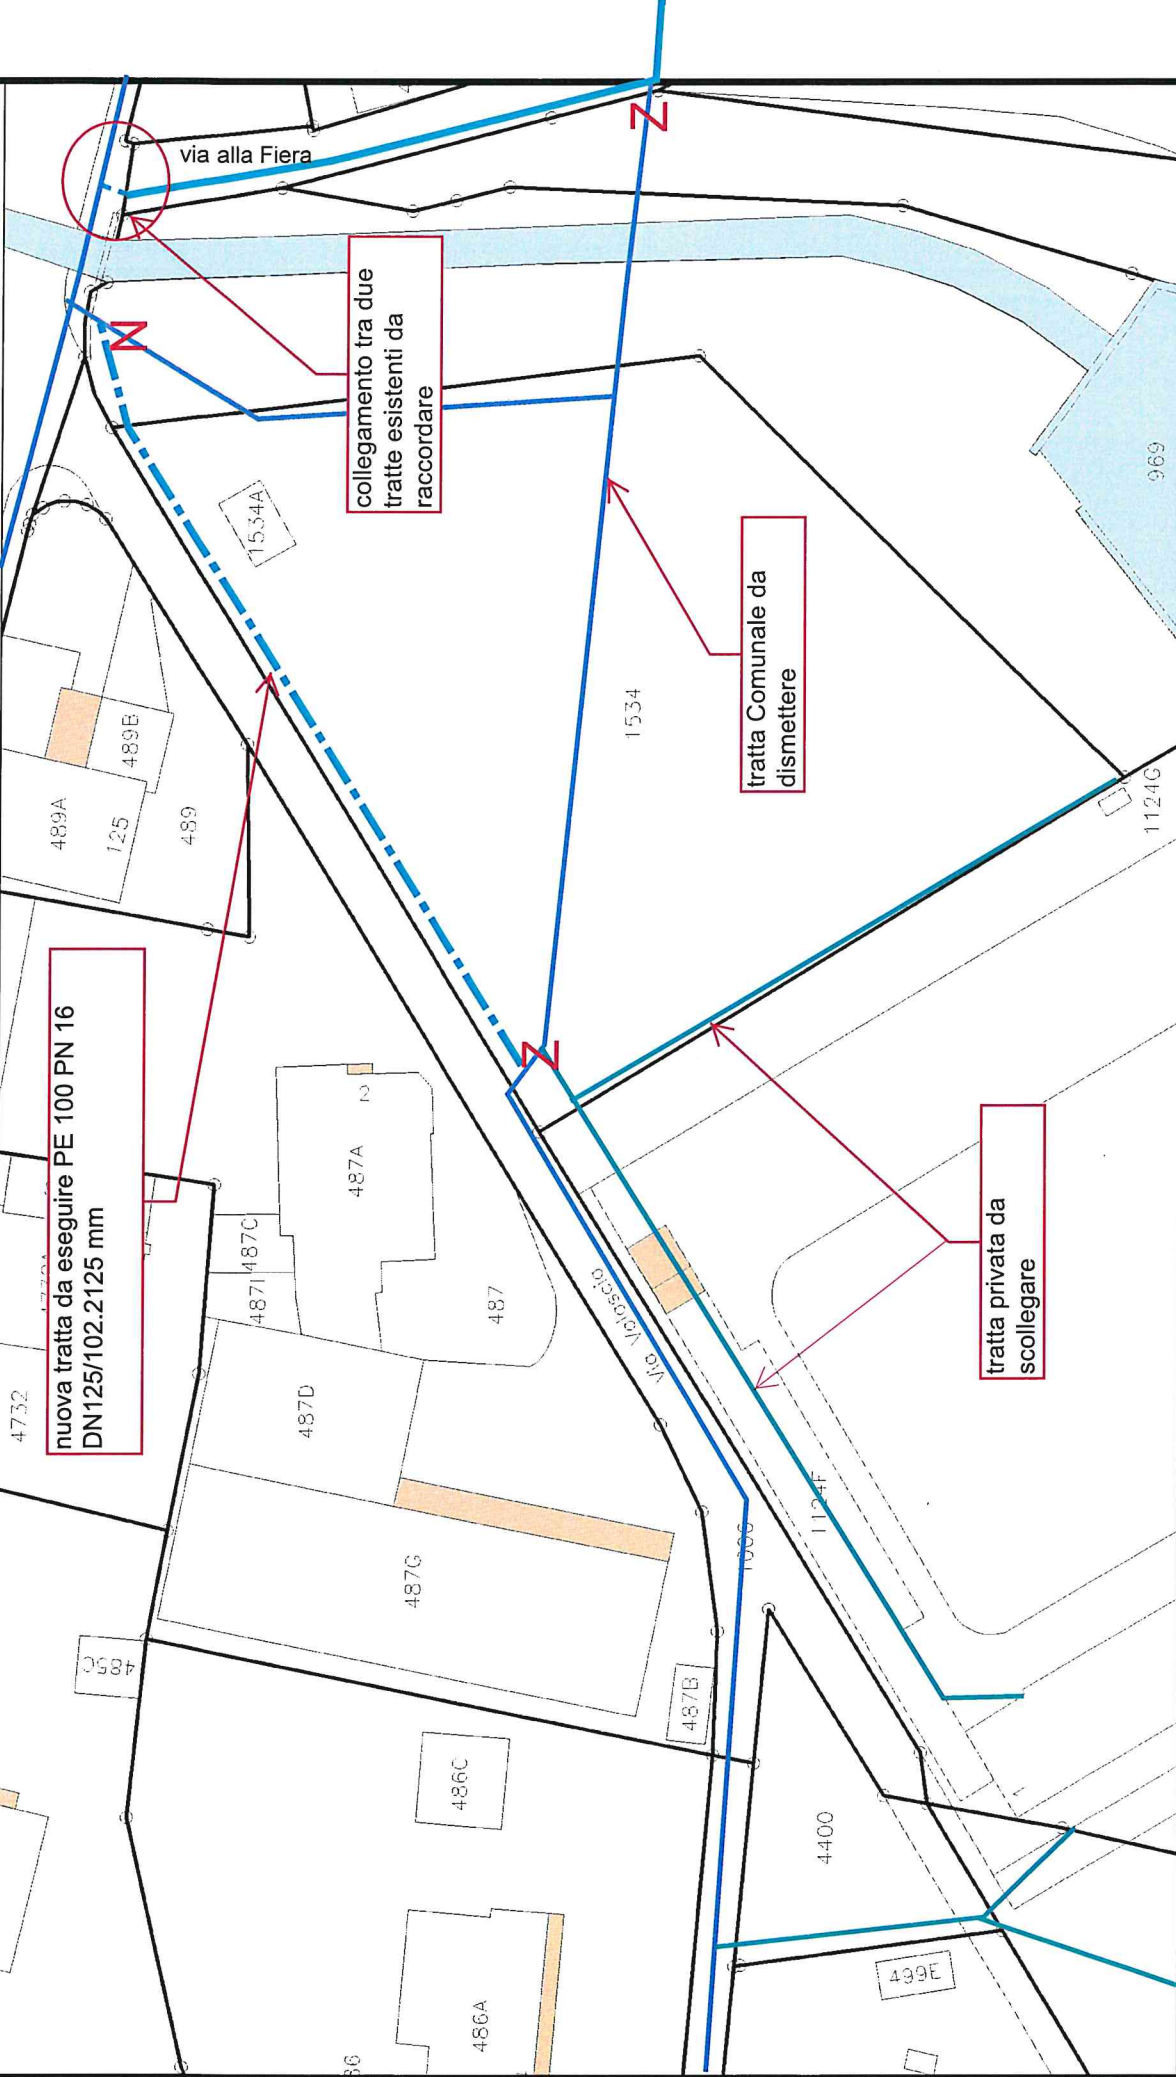 via alla Fiera
collegamento tra due
tratte esistenti da
raccordare
1534A
969
tratta Comunale da
dismettere
1534
489B
489A
125
489
1124G
nuova tratta da eseguire PE 100 PN 16
DN125/102.2125 mm
2
487A
487C
487I
487
4732
487D
Via Valascia
tratta privata da
scollegare
1124F
487G
485C
487B
486C
4400
499E
486A
N
Z
Z